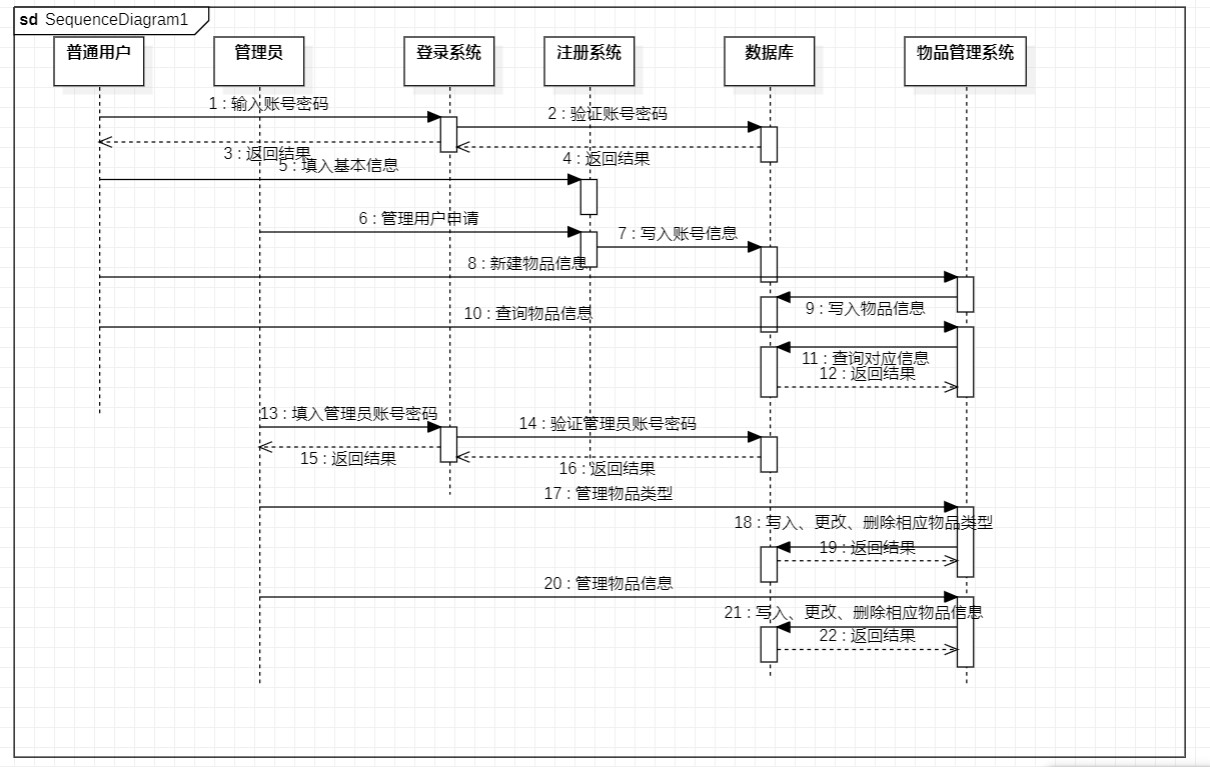 sd SequenceDiagram1
普通用户
管理员
登录系统
注册系统
数据库
物品管理系统
1 : 输入账号密码
2 : 验证账号密码
3 : 返回结果
4 : 返回结果
5 : 填入基本信息
6 : 管理用户申请
7 : 写入账号信息
8 : 新建物品信息
9 : 写入物品信息
10 : 查询物品信息
11 : 查询对应信息
12 : 返回结果
13 : 填入管理员账号密码
14 : 验证管理员账号密码
15 : 返回结果
16 : 返回结果
17 : 管理物品类型
18 : 写入、更改、删除相应物品类型
19 : 返回结果
20 : 管理物品信息
21 : 写入、更改、删除相应物品信息
22 : 返回结果